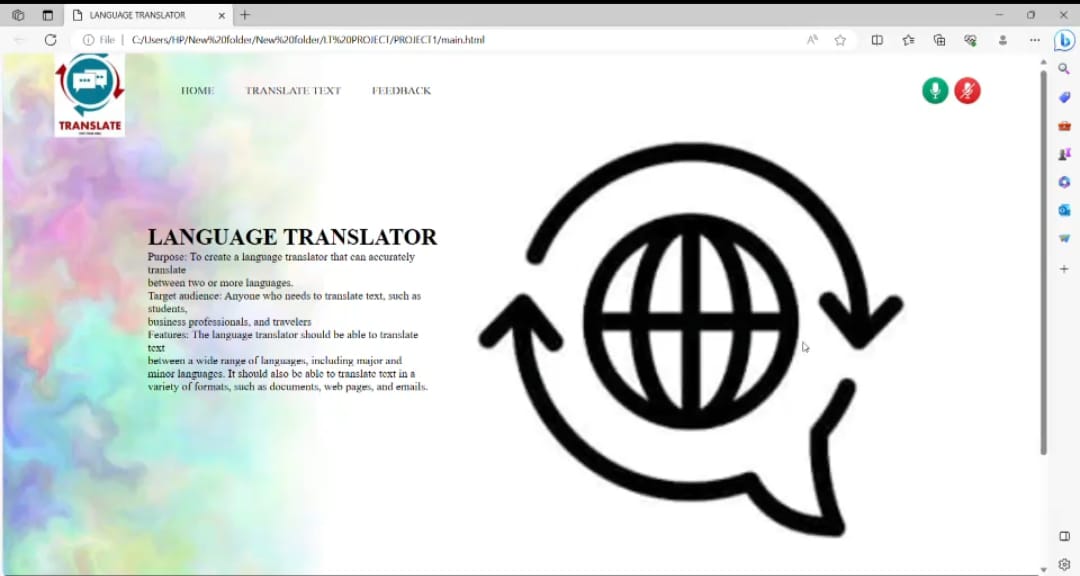 LANGUAGE TRANSLATOR
File | C:/Users/HP/New%20folder/New%20folder/LT%20PROJECT/PROJECT1/main.html
TRANSLATE
HOME TRANSLATE TEXT FEEDBACK
LANGUAGE TRANSLATOR
Purpose: To create a language translator that can accurately
translate
between two or more languages.
Target audience: Anyone who needs to translate text, such as
students,
business professionals, and travelers
Features: The language translator should be able to translate
text
between a wide range of languages, including major and
minor languages. It should also be able to translate text in a
variety of formats, such as documents, web pages, and emails.